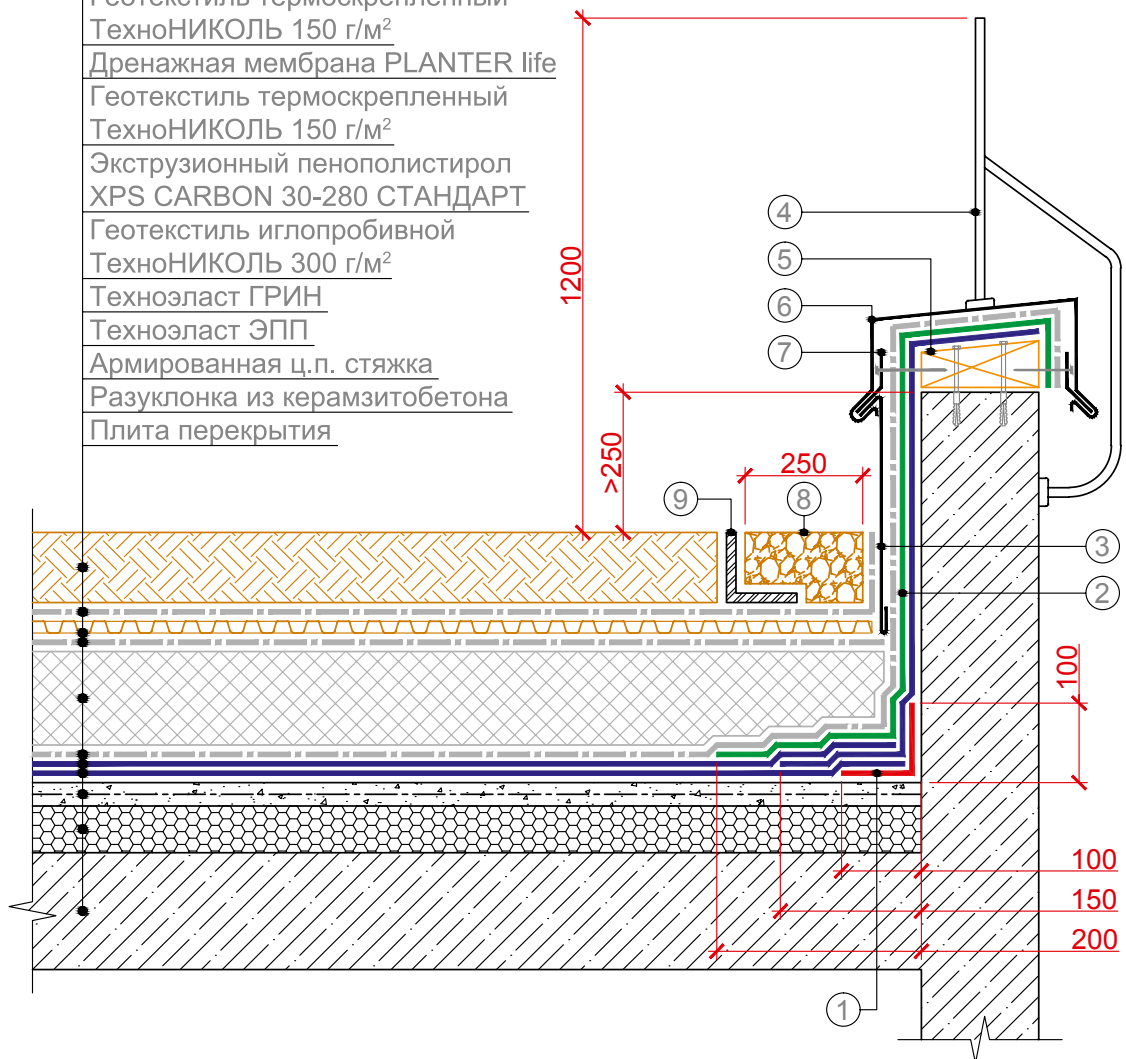 Геотекстиль термоскрепленный
ТехноНИКОЛЬ 150 г/м²
Дренажная мембрана PLANTER life
Геотекстиль термоскрепленный
ТехноНИКОЛЬ 150 г/м²
Экструзионный пенополистирол
XPS CARBON 30-280 СТАНДАРТ
Геотекстиль иглопробивной
ТехноНИКОЛЬ 300 г/м²
Техноэласт ГРИН
Техноэласт ЭПП
Армированная ц.п. стяжка
Разуклонка из керамзитобетона
Плита перекрытия
1200
>250
250
4
5
6
7
9
8
3
2
100
100
150
200
1